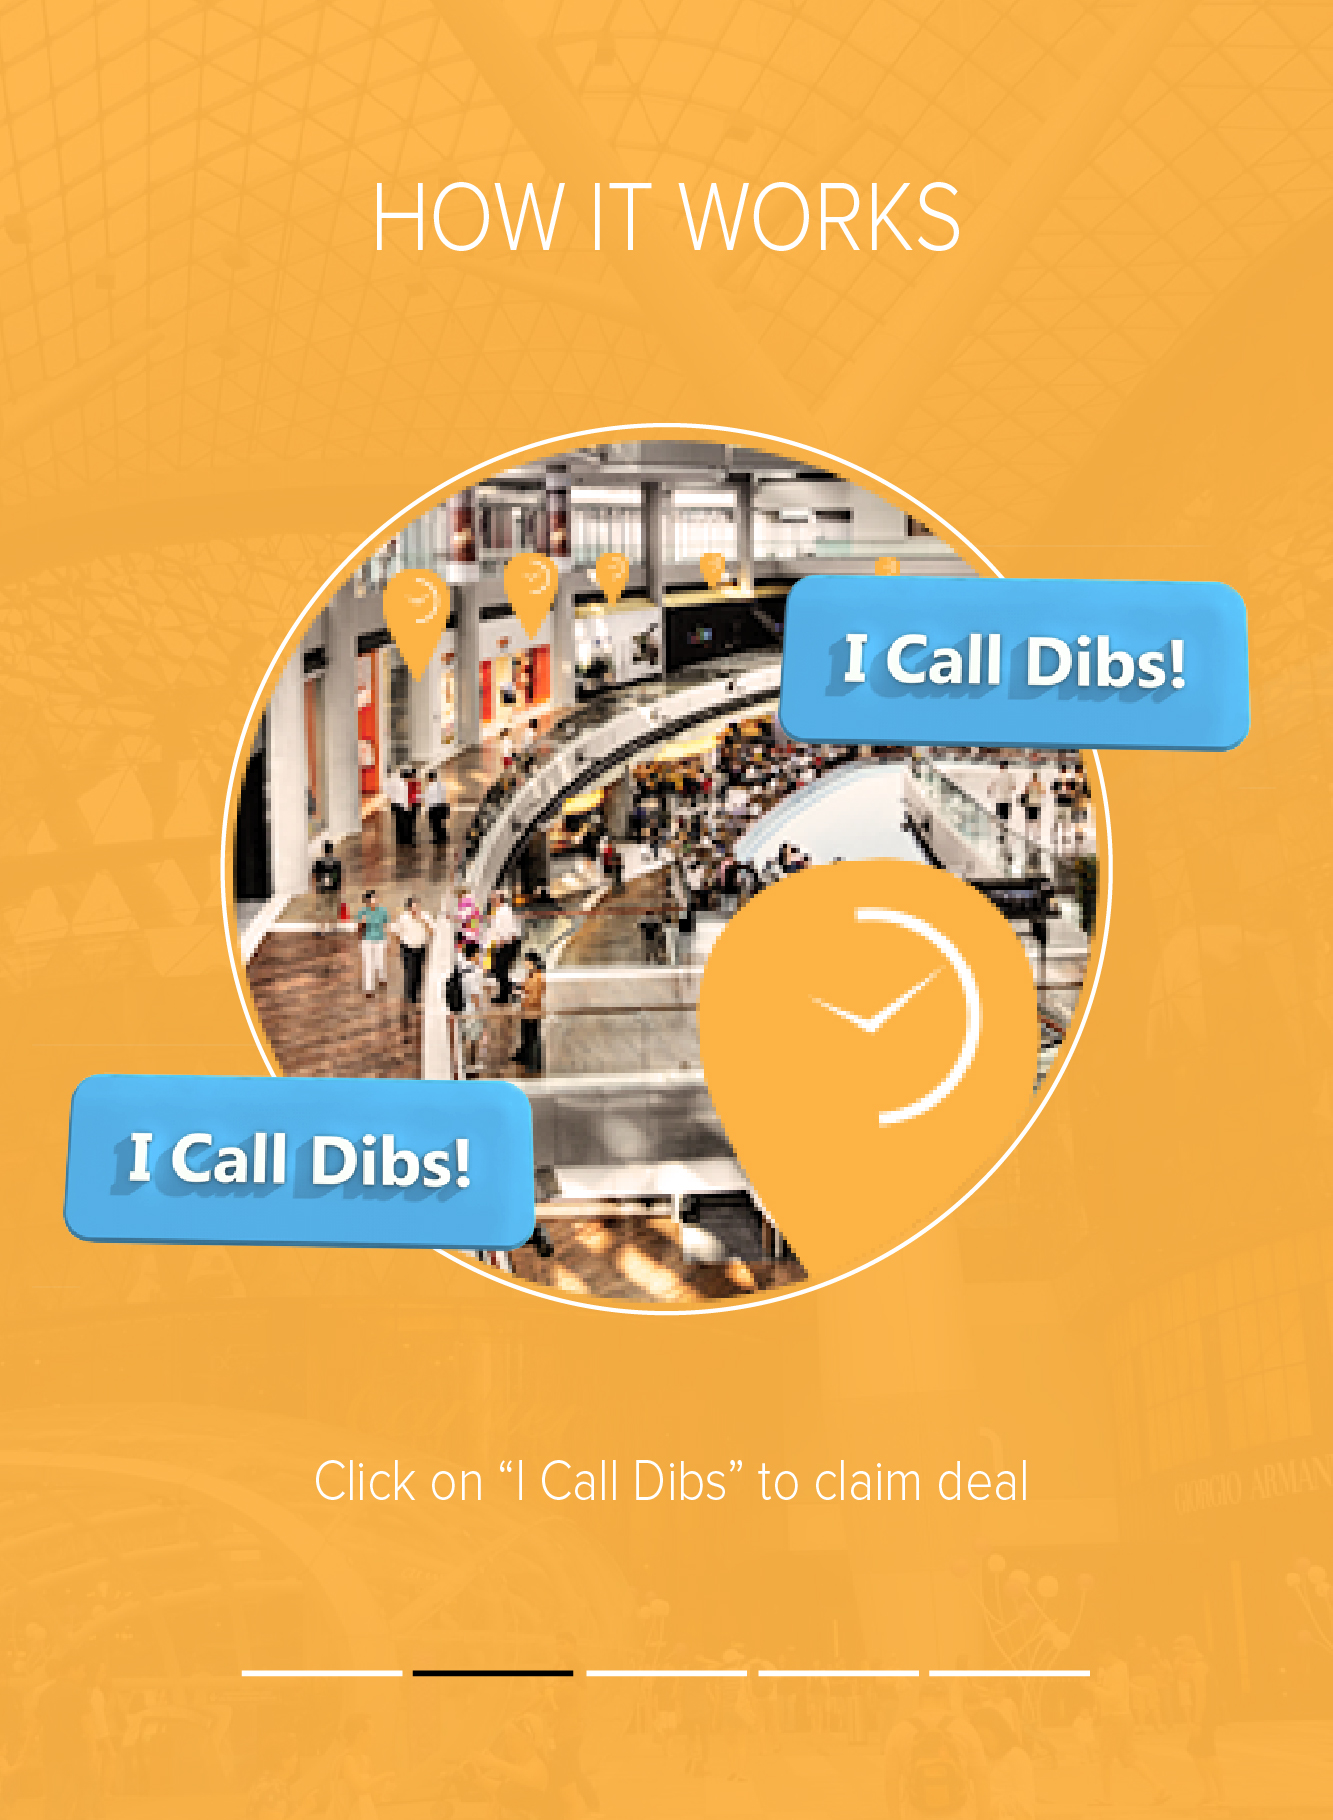 HOW IT WORKS
I Call Dibs!
I Call Dibs!
Click on “I Call Dibs” to claim deal
GIORGIO ARMANI